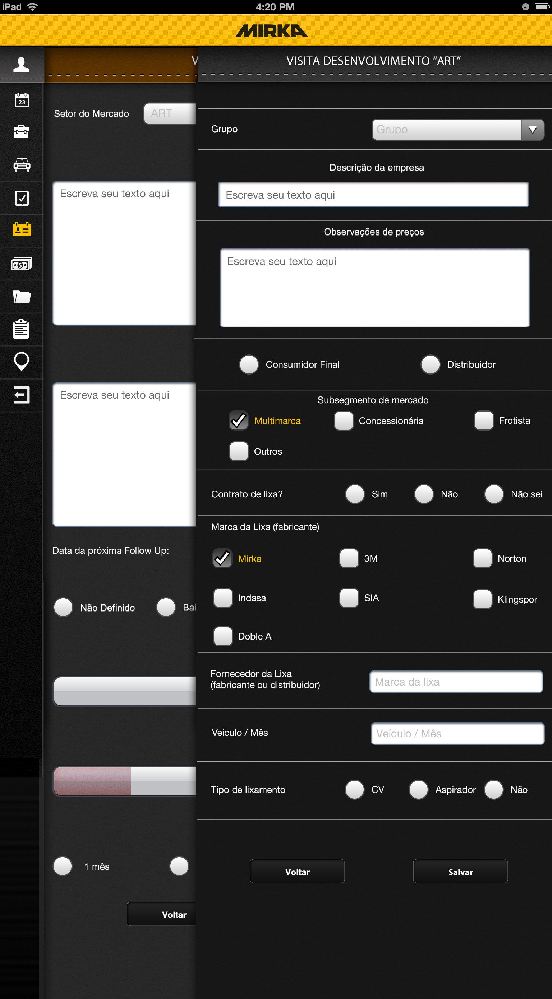 iPad
4:20 PM
MIRKA
V
VISITA DESENVOLVIMENTO “ART”
23
Setor do Mercado
ART
Grupo
Grupo
Descrição da empresa
Escreva seu texto aqui
Escreva seu texto aqui
Observações de preços
Escreva seu texto aqui
Consumidor Final
Distribuidor
Escreva seu texto aqui
Subsegmento de mercado
Multimarca
Concessionária
Frotista
Outros
Contrato de lixa?
Sim
Não
Não sei
Marca da Lixa (fabricante)
Data da próxima Follow Up:
Mirka
3M
Norton
Indasa
SIA
Klingspor
Não Definido
Bai
Doble A
Fornecedor da Lixa
(fabricante ou distribuidor)
Marca da lixa
Veículo / Mês
Veículo / Mês
Tipo de lixamento
CV
Aspirador
Não
1 mês
Voltar
Salvar
Voltar